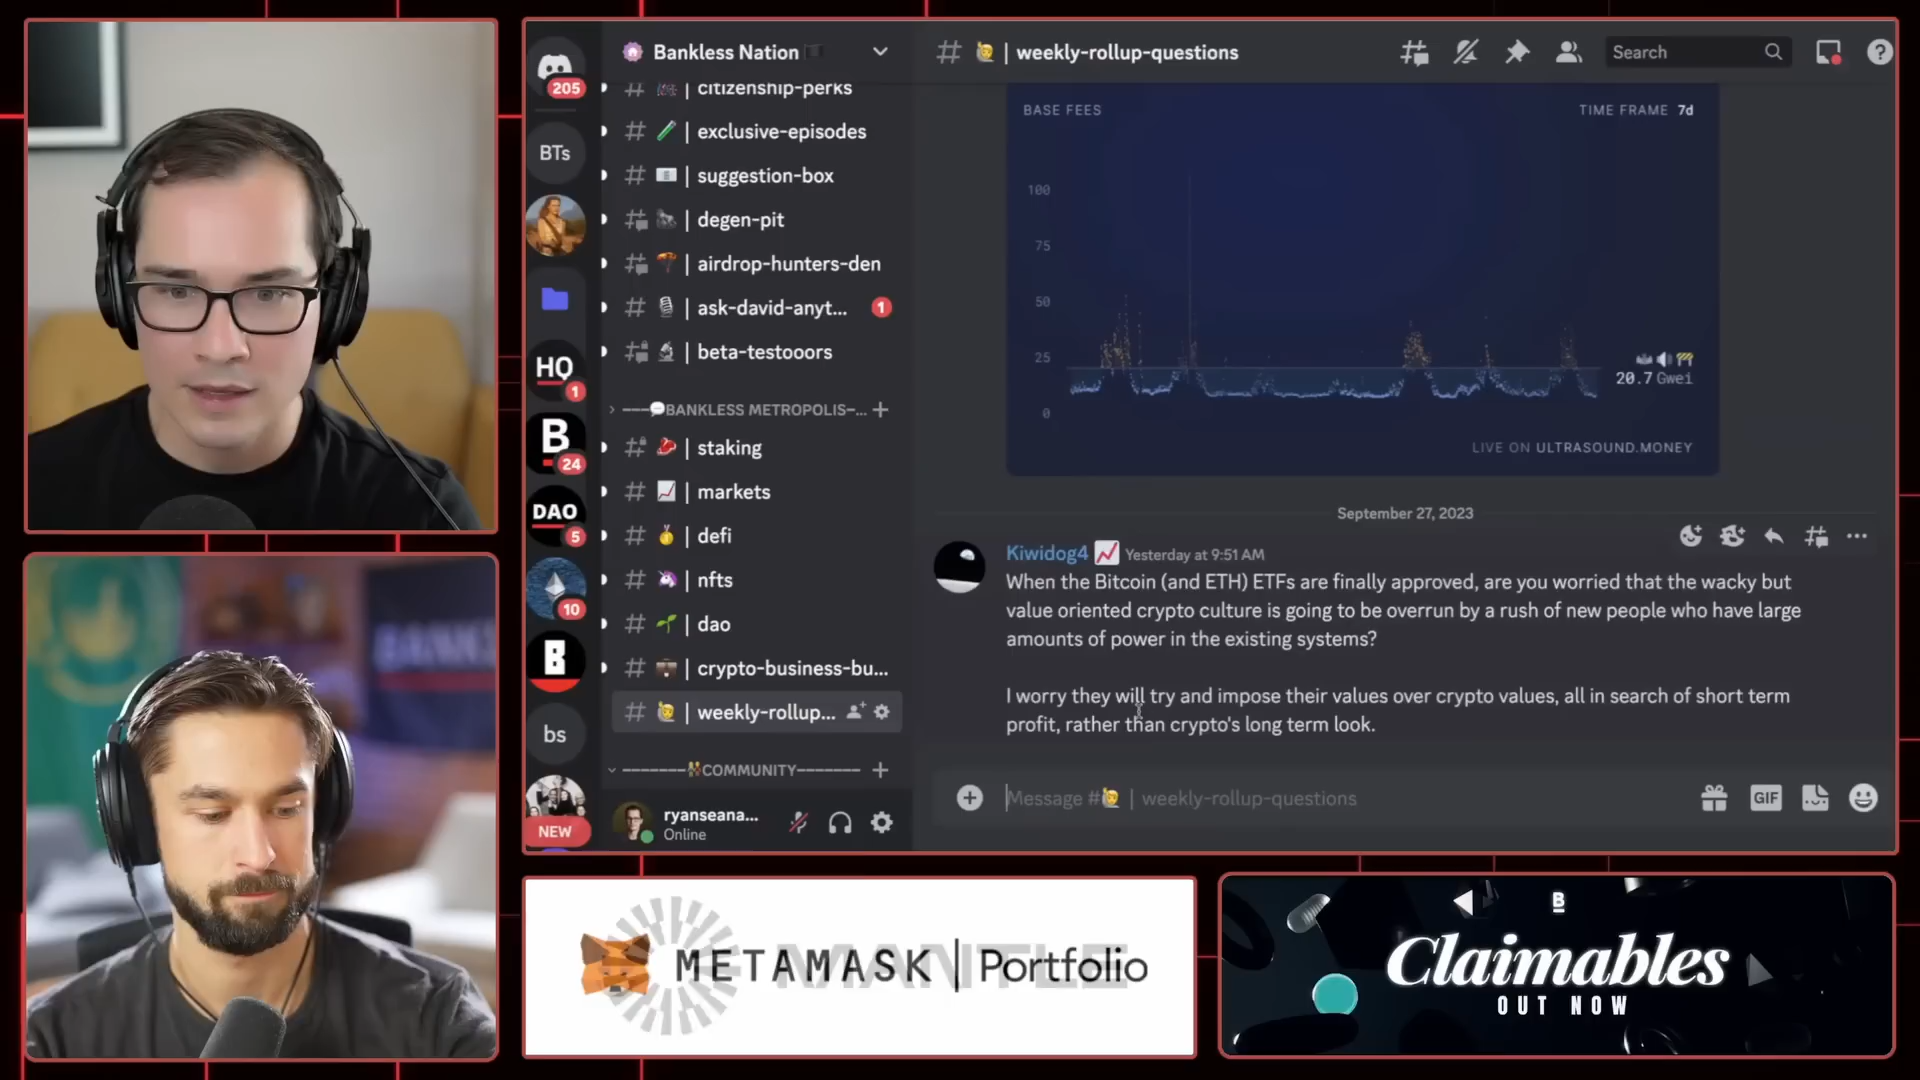 205
BTs
HQ
1
B
24
DAO
5
10
B
bs
NEW
Bankless Nation
# | citizenship-perks
# | exclusive-episodes
# | suggestion-box
# | degen-pit
# | airdrop-hunters-den
# | ask-david-anyt... 1
# | beta-testooors
BANKLESS METROPOLIS-... +
# | staking
# | markets
# | defi
# | nfts
# | dao
# | crypto-business-bu...
# | weekly-rollup...
COMMUNITY +
ryanseana...
Online
# | weekly-rollup-questions
Search
BASE FEES
TIME FRAME 7d
100
75
50
25
0
20.7 Gwei
LIVE ON ULTRASOUND.MONEY
September 27, 2023
Kiwidog4 Yesterday at 9:51 AM
When the Bitcoin (and ETH) ETFs are finally approved, are you worried that the wacky but
value oriented crypto culture is going to be overrun by a rush of new people who have large
amounts of power in the existing systems?
I worry they will try and impose their values over crypto values, all in search of short term
profit, rather than crypto's long term look.
Message # | weekly-rollup-questions
GIF
METAMASK | Portfolio
MANTLE
B
Claimables
OUT NOW